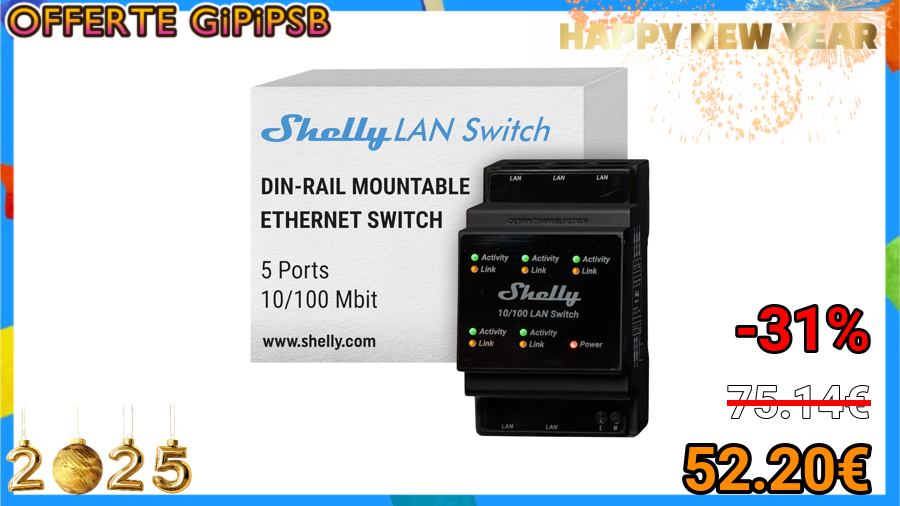 OFFERTE GiPiPSB
HAPPY NEW YEAR
Shelly LAN Switch
DIN-RAIL MOUNTABLE
ETHERNET SWITCH
5 Ports
10/100 Mbit
www.shelly.com
LAN LAN LAN
Activity Activity Activity
Link Link Link
Shelly
10/100 LAN Switch
Activity Activity
Link Link Power
LAN LAN L N
-31%
75.14€
52.20€
2025